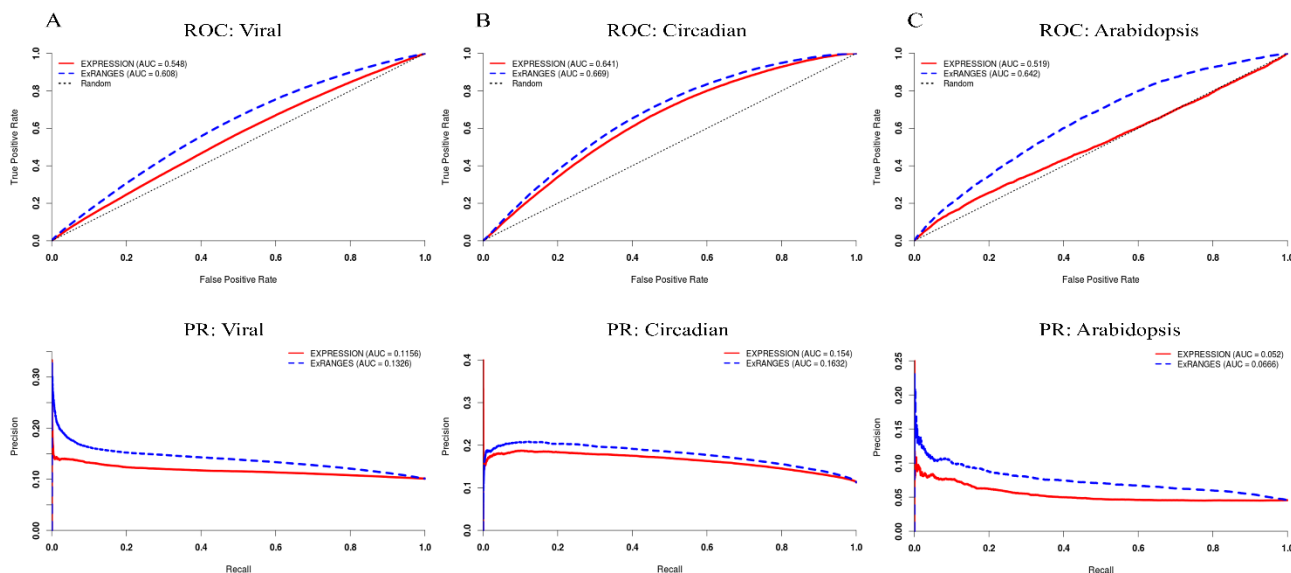 A
ROC: Viral
EXPRESSION (AUC = 0.548)
ExRANGES (AUC = 0.608)
Random
True Positive Rate
1.0
0.8
0.6
0.4
0.2
0.0
0.0 0.2 0.4 0.6 0.8 1.0
False Positive Rate
B
ROC: Circadian
EXPRESSION (AUC = 0.641)
ExRANGES (AUC = 0.669)
Random
True Positive Rate
1.0
0.8
0.6
0.4
0.2
0.0
0.0 0.2 0.4 0.6 0.8 1.0
False Positive Rate
C
ROC: Arabidopsis
EXPRESSION (AUC = 0.519)
ExRANGES (AUC = 0.642)
Random
True Positive Rate
1.0
0.8
0.6
0.4
0.2
0.0
0.0 0.2 0.4 0.6 0.8 1.0
False Positive Rate
PR: Viral
EXPRESSION (AUC = 0.1156)
ExRANGES (AUC = 0.1326)
Precision
0.30
0.20
0.10
0.00
0.0 0.2 0.4 0.6 0.8 1.0
Recall
PR: Circadian
EXPRESSION (AUC = 0.154)
ExRANGES (AUC = 0.1632)
Precision
0.4
0.3
0.2
0.1
0.0 0.2 0.4 0.6 0.8 1.0
Recall
PR: Arabidopsis
EXPRESSION (AUC = 0.052)
ExRANGES (AUC = 0.0666)
Precision
0.25
0.20
0.15
0.10
0.05
0.00
0.0 0.2 0.4 0.6 0.8 1.0
Recall